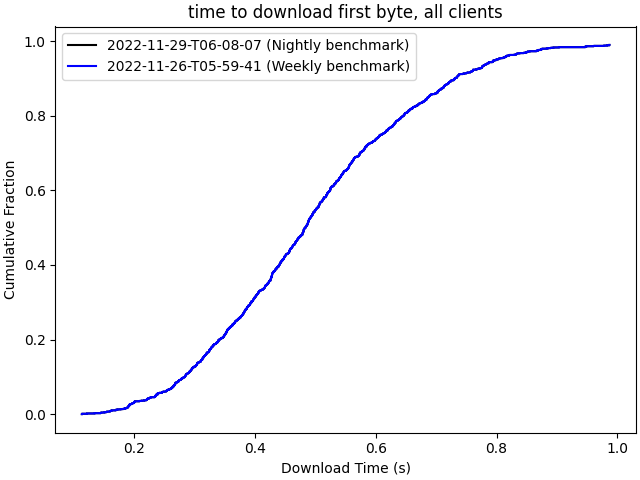 time to download first byte, all clients
2022-11-29-T06-08-07 (Nightly benchmark)
2022-11-26-T05-59-41 (Weekly benchmark)
Cumulative Fraction
1.0
0.8
0.6
0.4
0.2
0.0
0.2
0.4
0.6
0.8
1.0
Download Time (s)